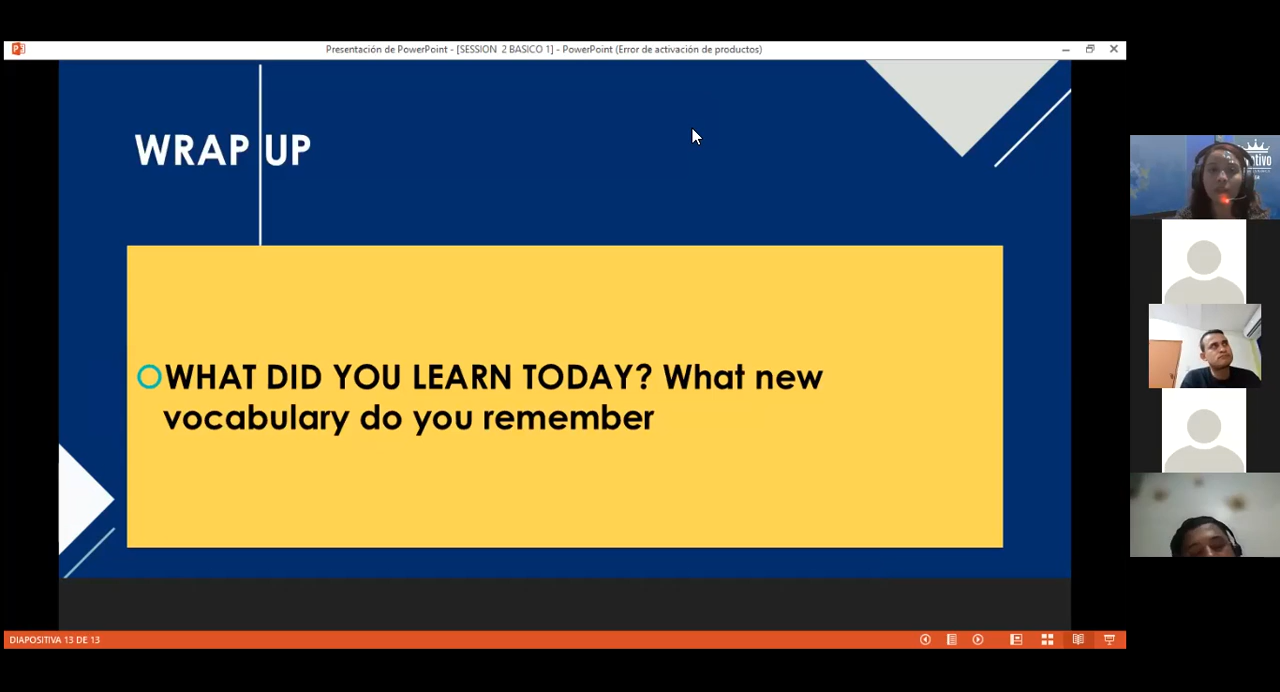 Presentación de PowerPoint - [SESSION 2 BASICO 1] - PowerPoint (Error de activación de productos)
WRAP UP
WHAT DID YOU LEARN TODAY? What new
vocabulary do you remember
DIAPOSITIVA 13 DE 13